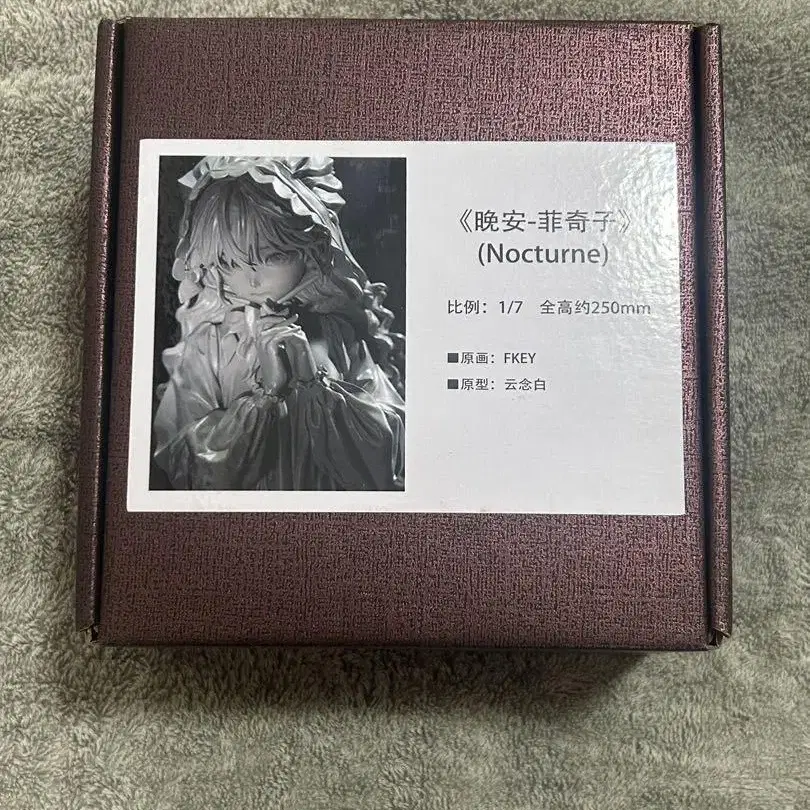 《晚安-菲奇子》
(Nocturne)
比例：1/7 全高约250mm
■原画：FKEY
■原型：云念白